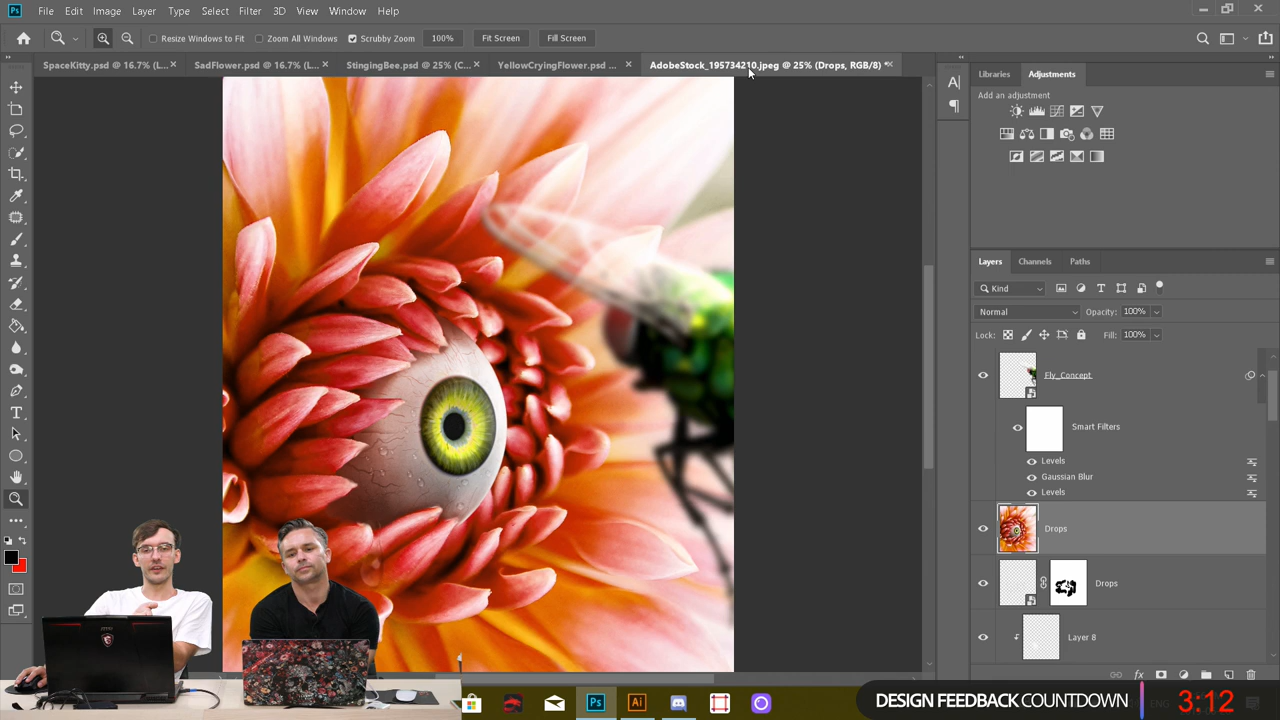 Ps File Edit Image Layer Type Select Filter 3D View Window Help
Resize Windows to Fit Zoom All Windows Scrubby Zoom 100% Fit Screen Fill Screen
SpaceKitty.psd @ 16.7% (L... SadFlower.psd @ 16.7% (L... StingingBee.psd @ 25% (C... YellowCryingFlower.psd ... AdobeStock_195734210.jpeg @ 25% (Drops, RGB/8) *
Libraries Adjustments
Add an adjustment
Layers Channels Paths
Kind
Normal Opacity: 100%
Lock: Fill: 100%
Fly_Concept
Smart Filters
Levels
Gaussian Blur
Levels
Drops
Drops
Layer 8
Ps Ai
DESIGN FEEDBACK COUNTDOWN 3:12